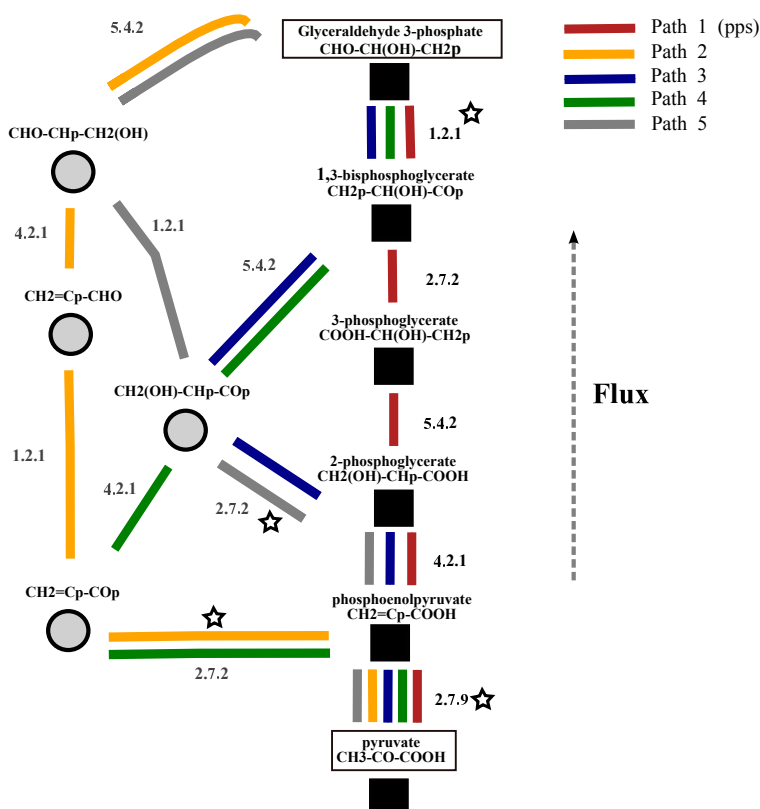 5.4.2
Glyceraldehyde 3-phosphate
CHO-CH(OH)-CH2p
Path 1 (pps)
Path 2
Path 3
Path 4
Path 5
1.2.1
CHO-CHp-CH2(OH)
1,3-bisphosphoglycerate
CH2p-CH(OH)-COp
4.2.1
1.2.1
5.4.2
2.7.2
CH2=Cp-CHO
3-phosphoglycerate
COOH-CH(OH)-CH2p
Flux
CH2(OH)-CHp-COp
5.4.2
1.2.1
4,2.1
2-phosphoglycerate
CH2(OH)-CHp-COOH
2.7.2
4.2.1
CH2=Cp-COp
phosphoenolpyruvate
CH2=Cp-COOH
2.7.2
2.7.9
pyruvate
CH3-CO-COOH